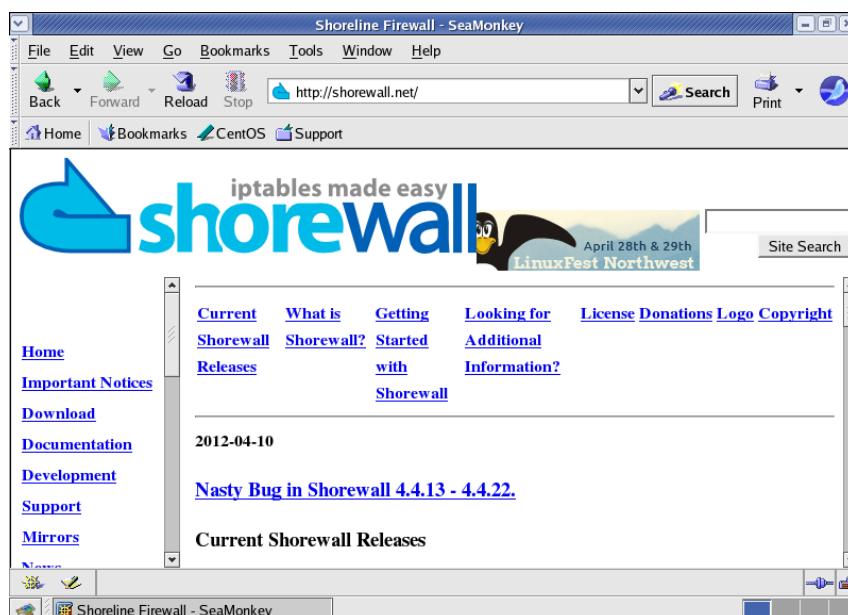 Shoreline Firewall - SeaMonkey
File Edit View Go Bookmarks Tools Window Help
Back Forward Reload Stop http://shorewall.net/ Search Print
Home Bookmarks CentOS Support
iptables made easy
shorewall
April 28th & 29th
LinuxFest Northwest
Site Search
Home
Important Notices
Download
Documentation
Development
Support
Mirrors
News
Current Shorewall Releases
What is Shorewall?
Getting Started with Shorewall
Looking for Additional Information?
License Donations Logo Copyright
2012-04-10
Nasty Bug in Shorewall 4.4.13 - 4.4.22.
Current Shorewall Releases
Shoreline Firewall - SeaMonkey